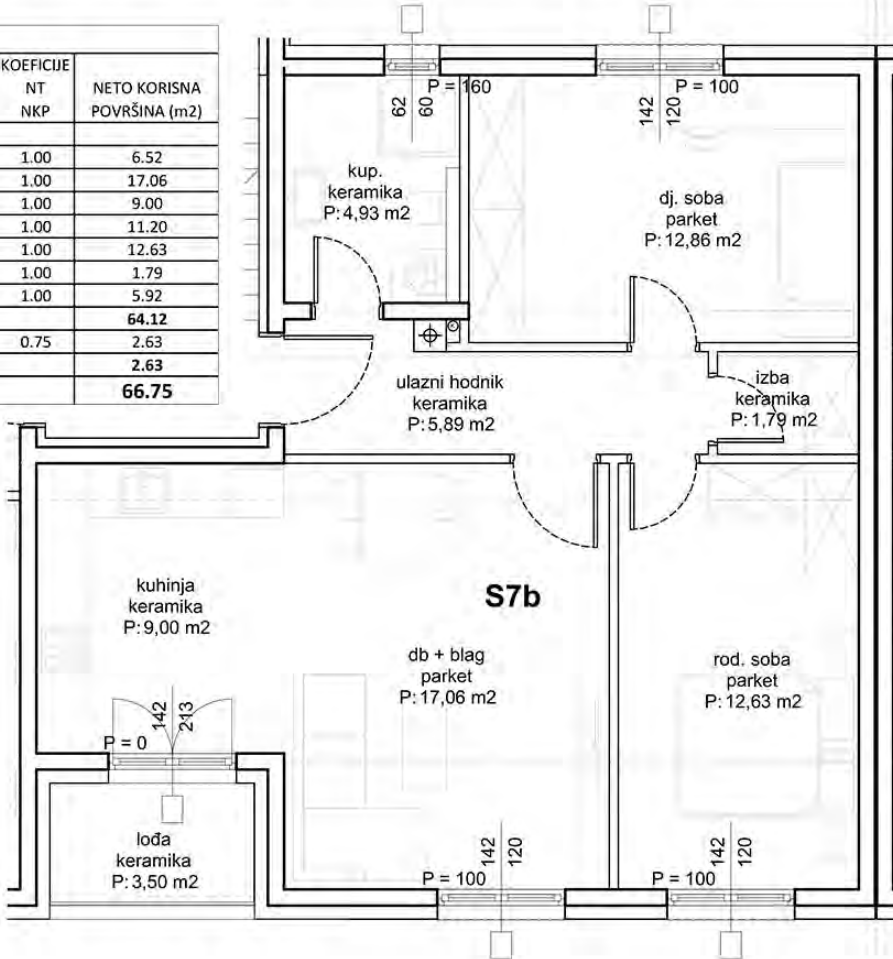 KOEFICIJE
NT
NKP
NETO KORISNA
POVRŠINA (m2)
1.00 6.52
1.00 17.06
1.00 9.00
1.00 11.20
1.00 12.63
1.00 1.79
1.00 5.92
64.12
0.75 2.63
2.63
66.75
62
60
P = 160
142
120
P = 100
kup.
keramika
P: 4,93 m2
dj. soba
parket
P: 12,86 m2
ulazni hodnik
keramika
P: 5,89 m2
izba
keramika
P: 1,79 m2
kuhinja
keramika
P: 9,00 m2
S7b
db + blag
parket
P: 17,06 m2
rod. soba
parket
P: 12,63 m2
142
213
P = 0
lođa
keramika
P: 3,50 m2
142
120
P = 100
142
120
P = 100